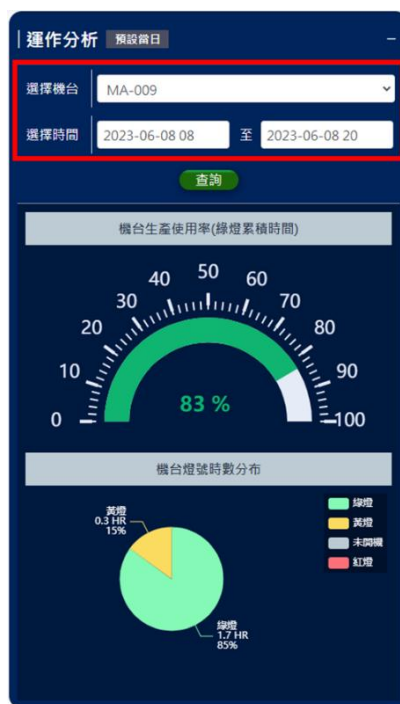 運作分析 預設當日 −
選擇機台 MA-009
選擇時間 2023-06-08 08 至 2023-06-08 20
查詢
機台生產使用率(綠燈累積時間)
0 10 20 30 40 50 60 70 80 90 100
83 %
機台燈號時數分布
黃燈
0.3 HR
15%
綠燈
黃燈
未開機
紅燈
綠燈
1.7 HR
85%